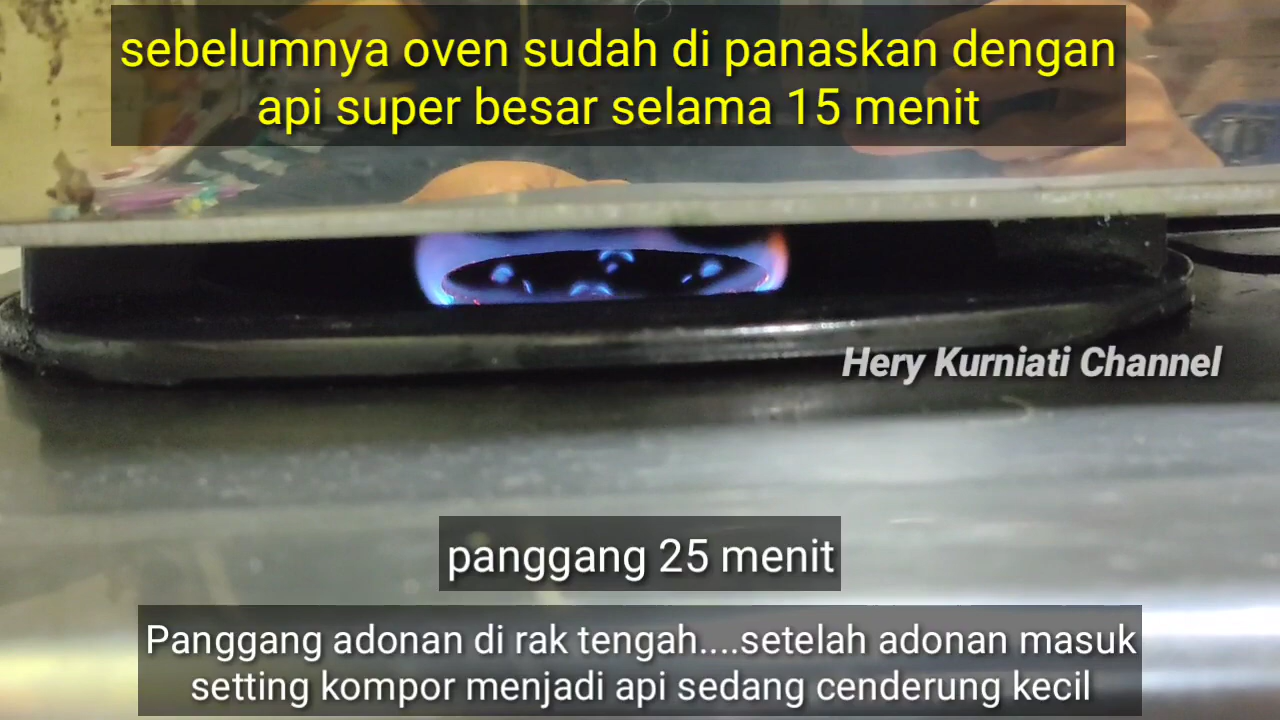 sebelumnya oven sudah di panaskan dengan
api super besar selama 15 menit
Hery Kurniati Channel
panggang 25 menit
Panggang adonan di rak tengah....setelah adonan masuk
setting kompor menjadi api sedang cenderung kecil